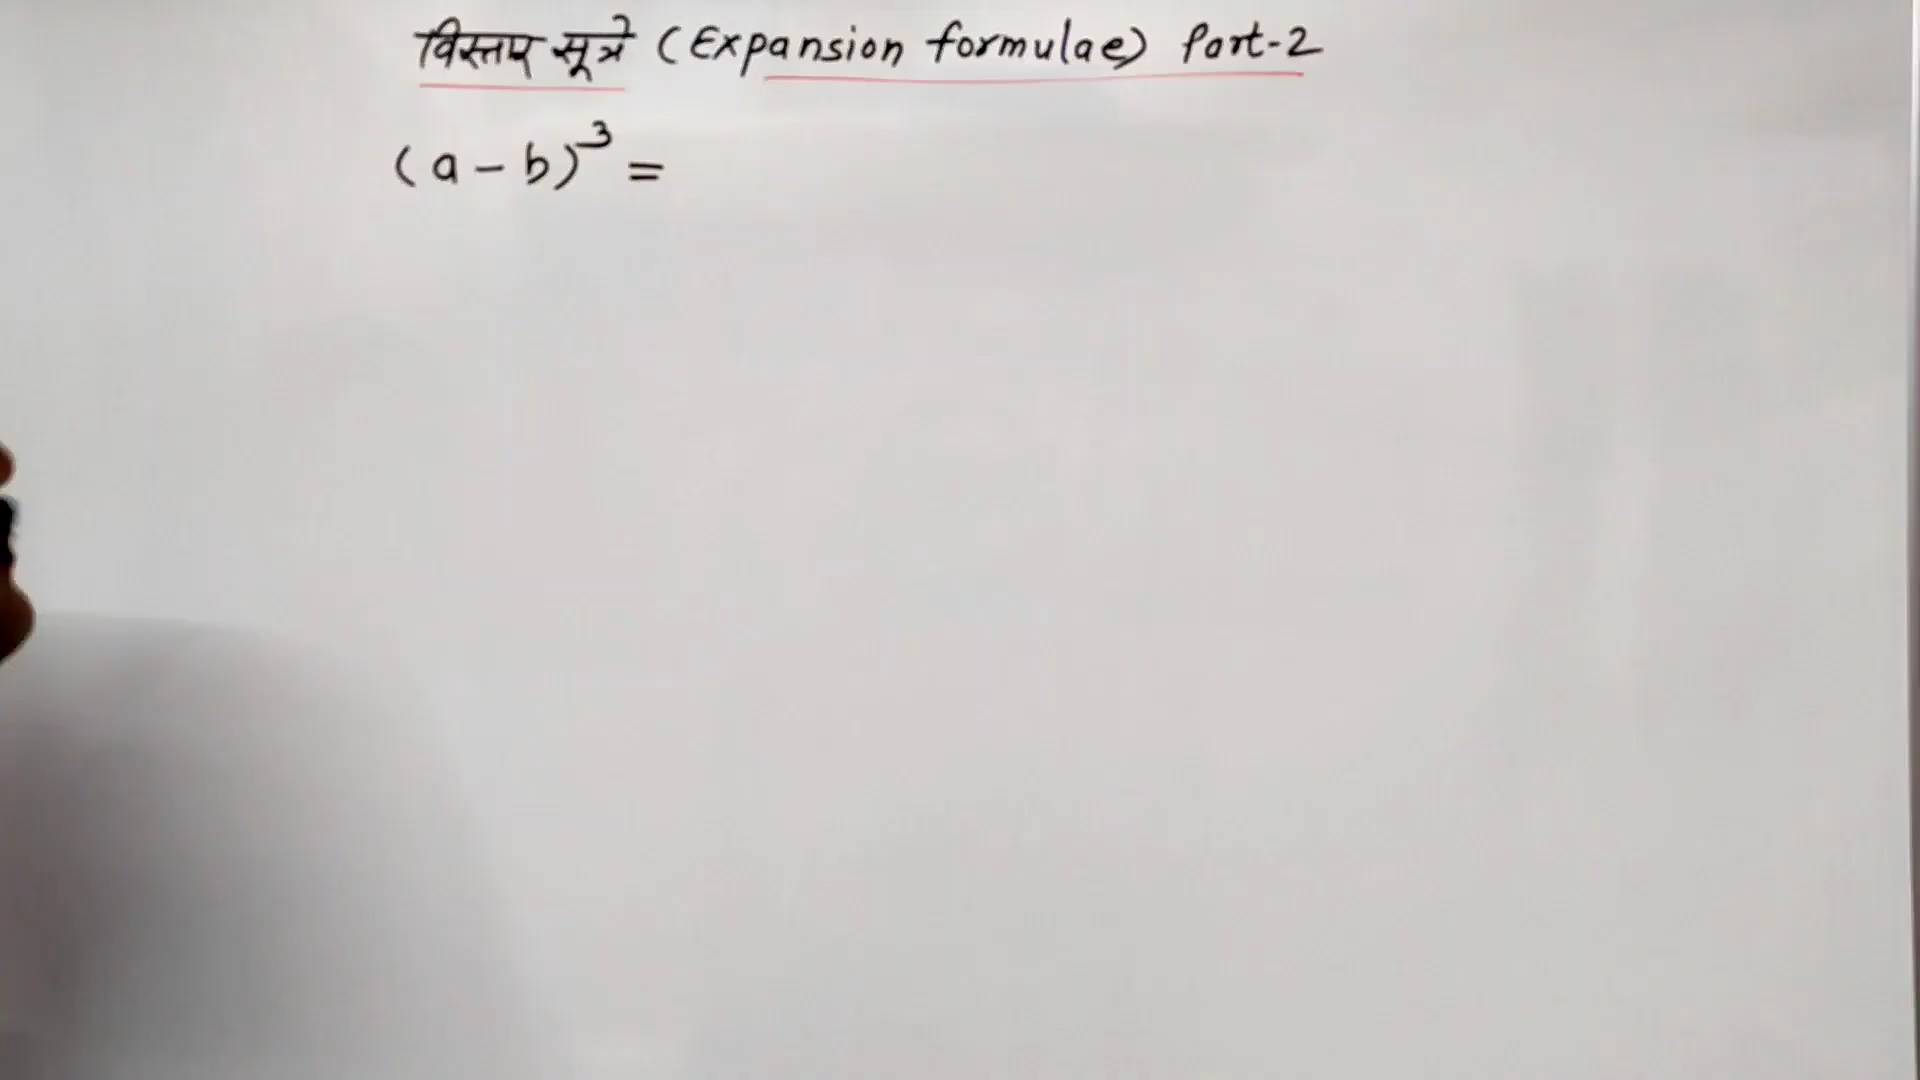 विस्तार सूत्रे (Expansion formulae) Part-2
(a - b)³ =